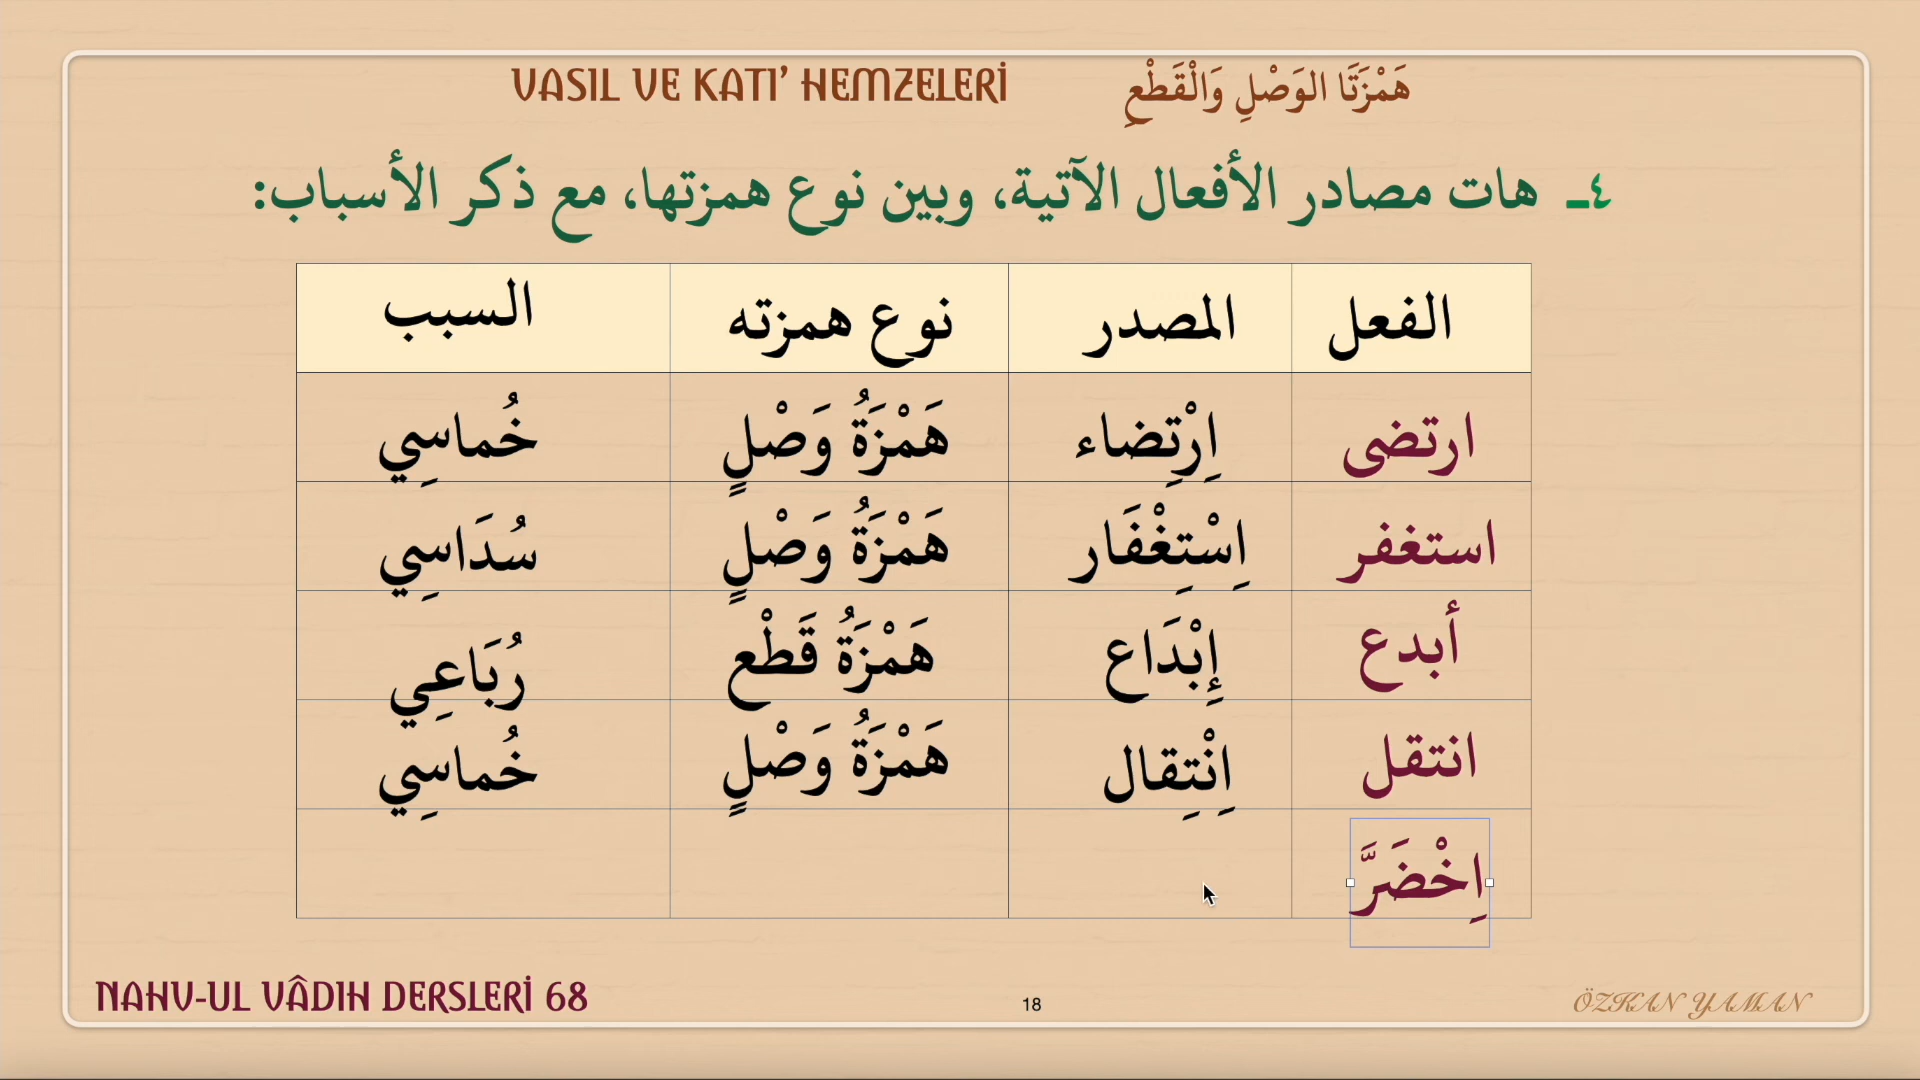 VASIL VE KATI’ HEMZELERİ هَمْزَتَا الوَصْلِ وَالْقَطْعِ
٤ـ هات مصادر الأفعال الآتية، وبين نوع همزتها، مع ذكر الأسباب:
الفعل المصدر نوع همزته السبب
ارتضى اِرْتِضاء هَمْزَةُ وَصْلٍ خُماسِي
استغفر اِسْتِغْفَار هَمْزَةُ وَصْلٍ سُدَاسِي
أبدع إِبْدَاع هَمْزَةُ قَطْع رُبَاعِي
انتقل اِنْتِقال هَمْزَةُ وَصْلٍ خُماسِي
اِخْضَرَّ
NAHV-UL VÂDIH DERSLERİ 68 18 ÖZKAN YAMAN